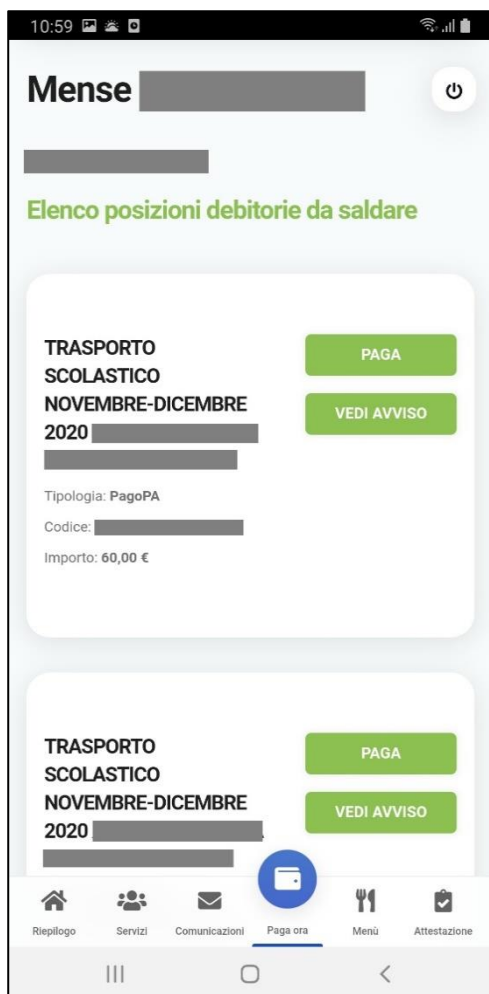 10:59
Mense
Elenco posizioni debitorie da saldare
TRASPORTO
SCOLASTICO
NOVEMBRE-DICEMBRE
2020
PAGA
VEDI AVVISO
Tipologia: PagoPA
Codice:
Importo: 60,00 €
TRASPORTO
SCOLASTICO
NOVEMBRE-DICEMBRE
2020
PAGA
VEDI AVVISO
Riepilogo Servizi Comunicazioni Paga ora Menù Attestazione